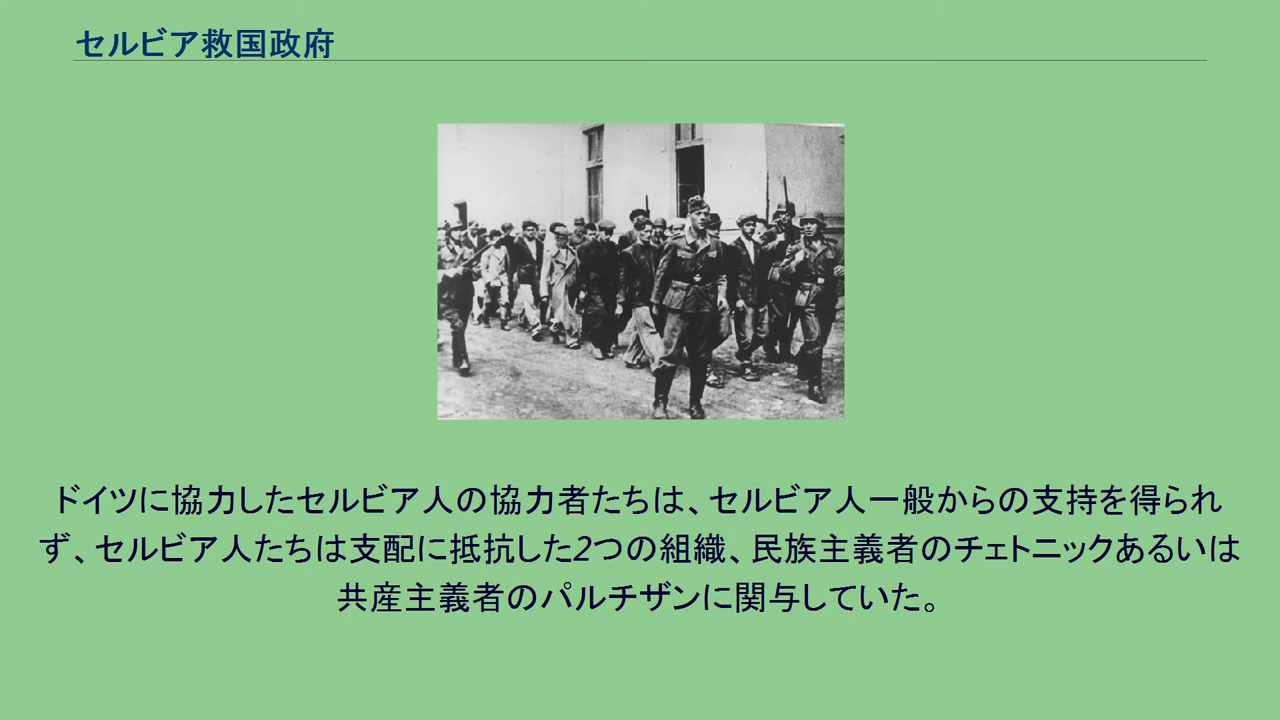 セルビア救国政府
ドイツに協力したセルビア人の協力者たちは、セルビア人一般からの支持を得られ
ず、セルビア人たちは支配に抵抗した2つの組織、民族主義者のチェトニックあるいは
共産主義者のパルチザンに関与していた。